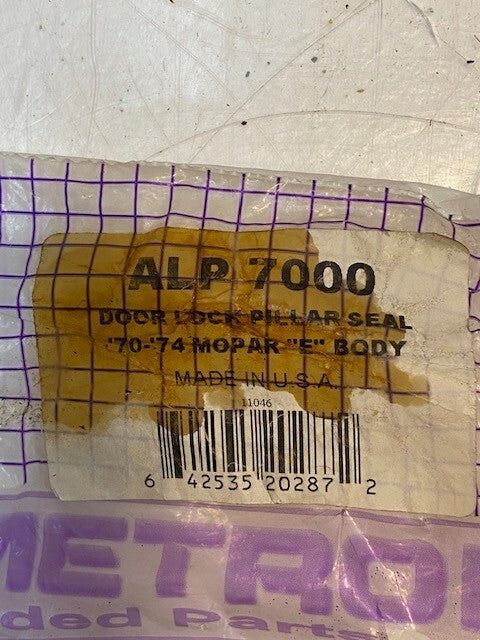 ALP 7000
DOOR LOCK PILLAR SEAL
'70-'74 MOPAR "E" BODY
MADE IN U.S.A.
11046
6 42535 20287 2
METRO
ded Parts